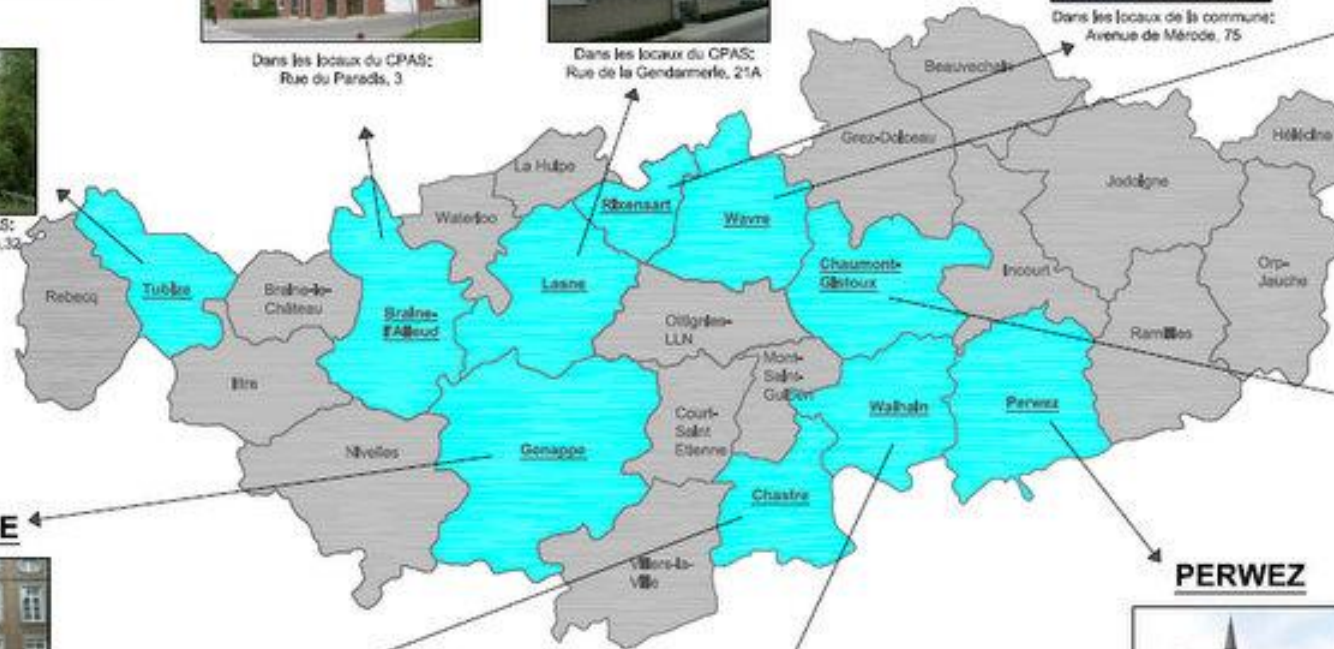 Dans les locaux du CPAS:
Rue du Paradis, 3
Dans les locaux du CPAS:
Rue de la Gendarmerie, 21A
Dans les locaux de la commune:
Avenue de Mérode, 75
Beauvechain
Grez-Doiceau
Hélécine
La Hulpe
Jodoigne
Rixensart
Waterloo
Wavre
Chaumont-
Gistoux
Incourt
Orp-
Jauche
Tubize
Rebecq
Braine-le-
Château
Lasne
Braine-
l'Alleud
Ottignies-
LLN
Ramillies
Mont-
Saint-
Guibert
Ittre
Walhain
Perwez
Court-
Saint
Etienne
Nivelles
Genappe
Chastre
Villers-la-
Ville
E
PERWEZ